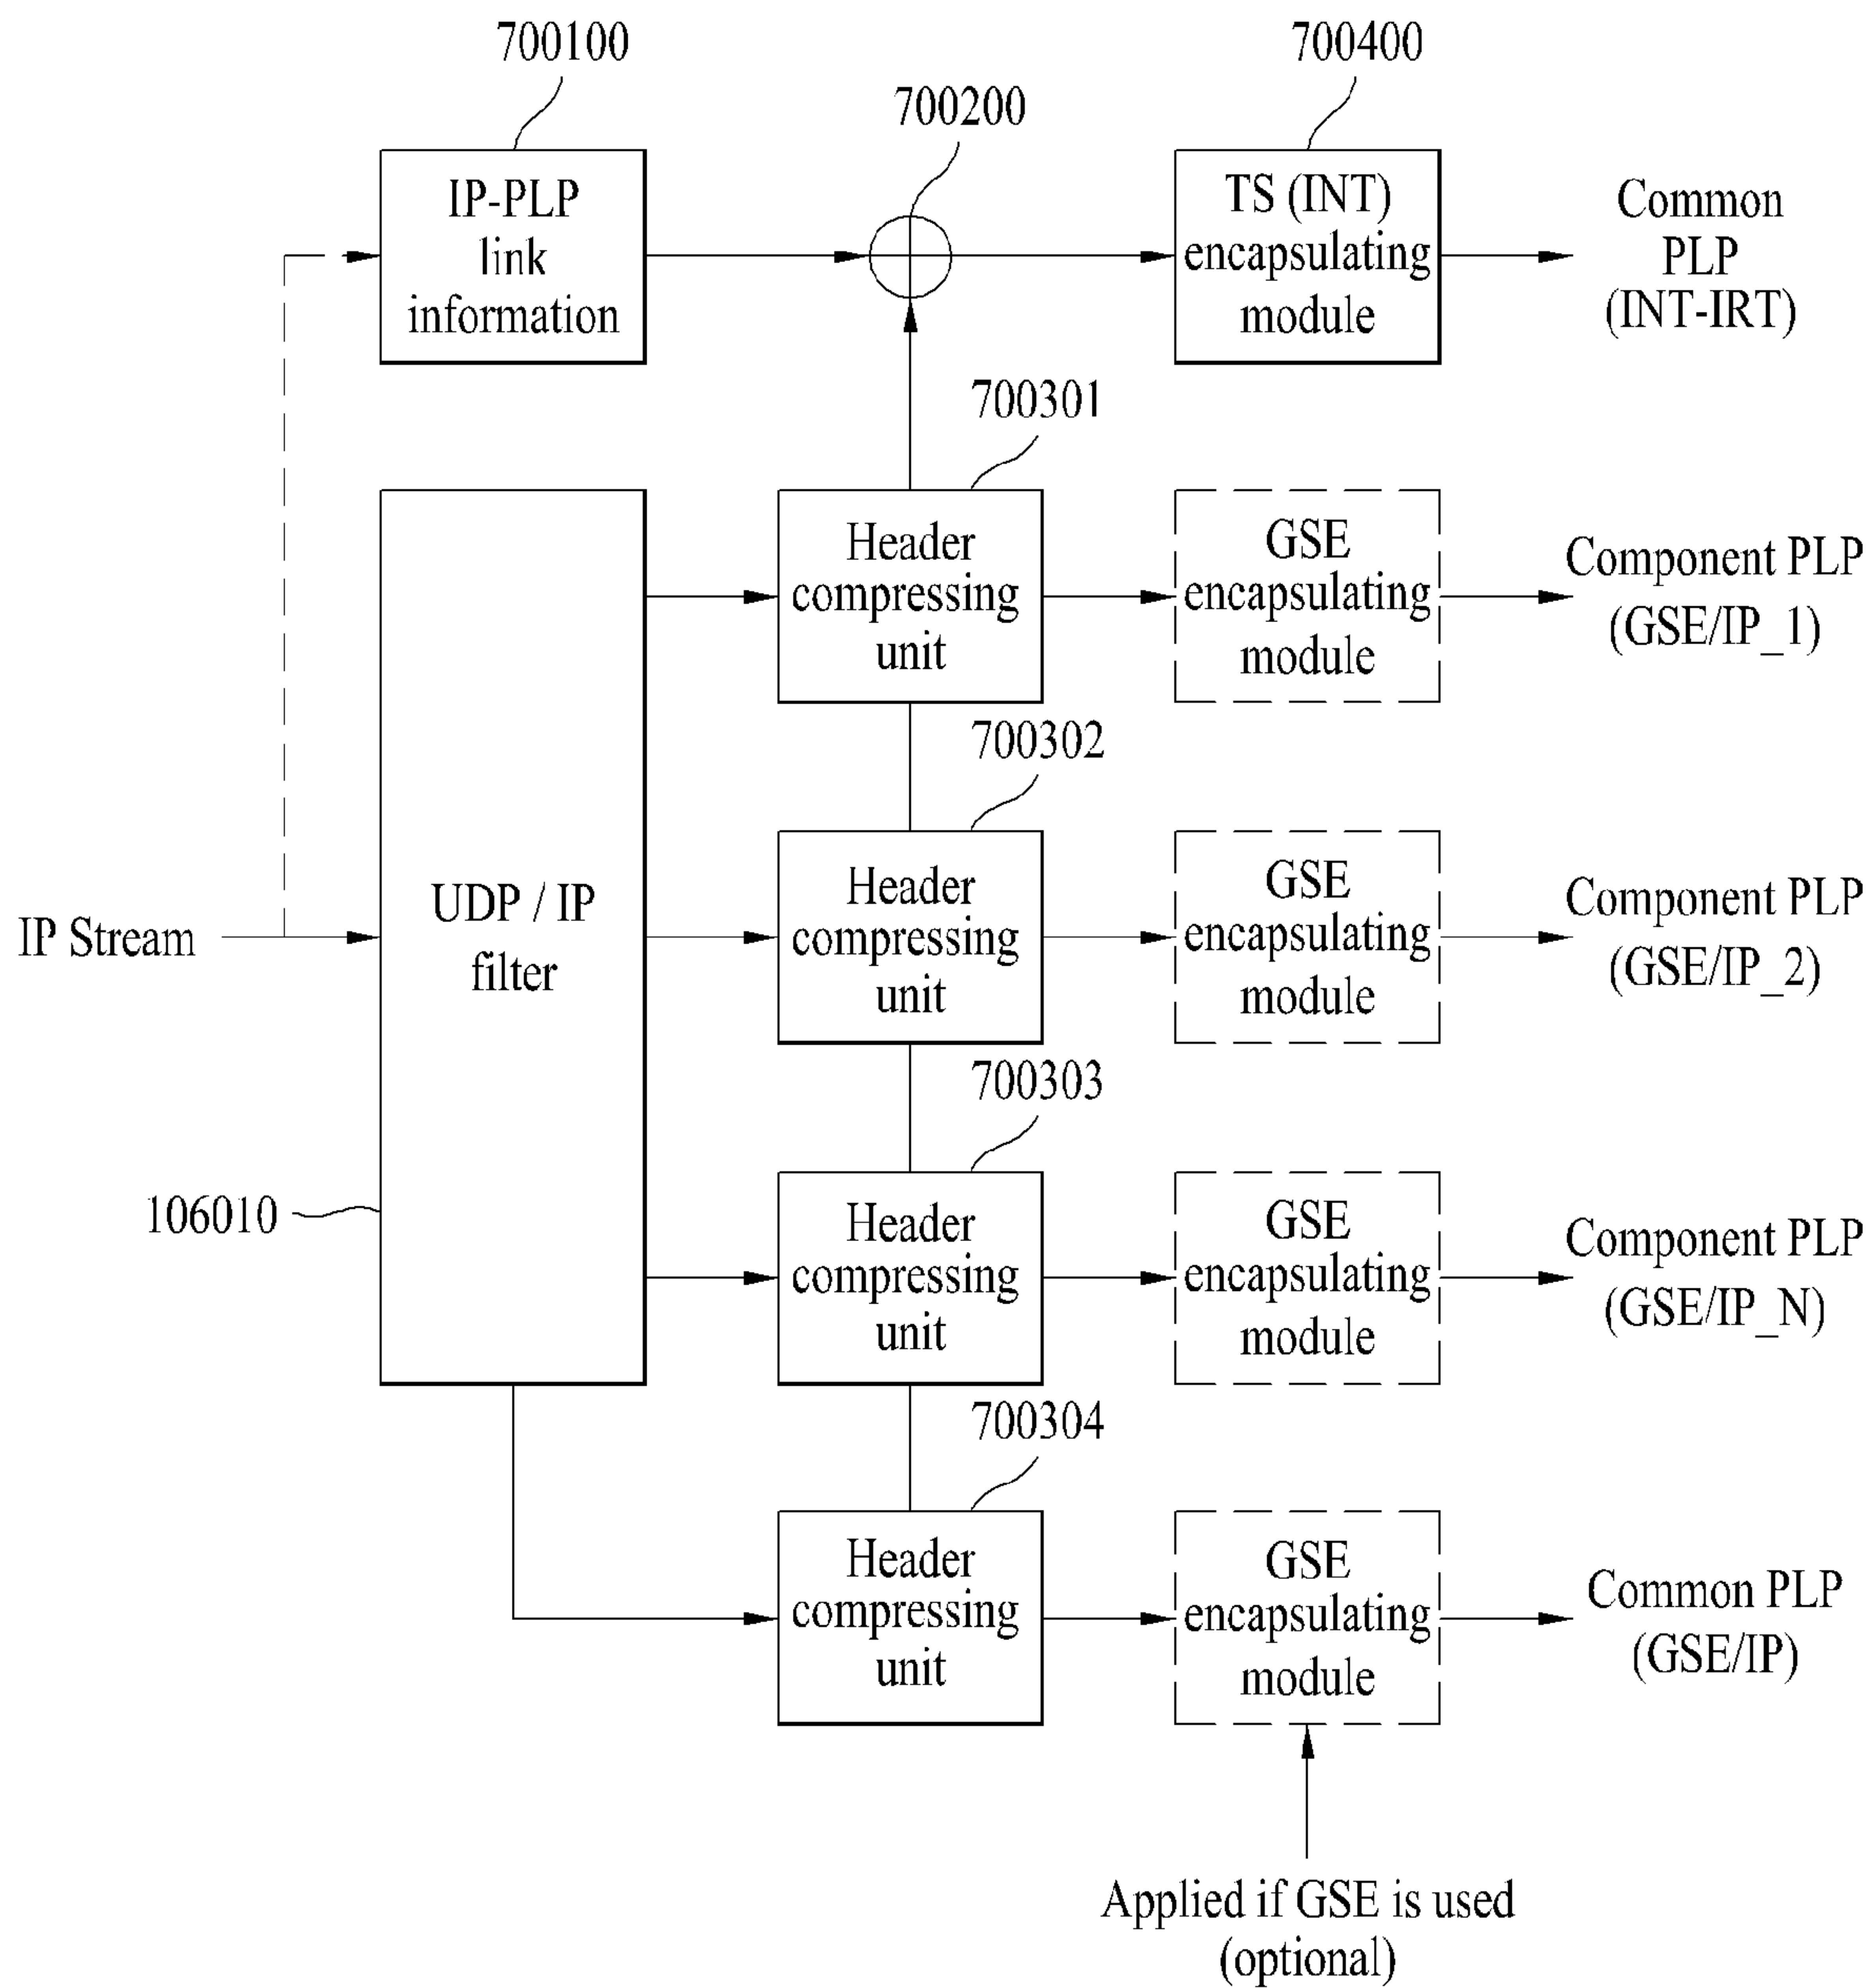 700100
700400
700200
IP-PLP
link
information
TS (INT)
encapsulating
module
Common
PLP
(INT-IRT)
700301
Header
compressing
unit
GSE
encapsulating
module
Component PLP
(GSE/IP_1)
700302
IP Stream
UDP / IP
filter
Header
compressing
unit
GSE
encapsulating
module
Component PLP
(GSE/IP_2)
700303
106010
Header
compressing
unit
GSE
encapsulating
module
Component PLP
(GSE/IP_N)
700304
Header
compressing
unit
GSE
encapsulating
module
Common PLP
(GSE/IP)
Applied if GSE is used
(optional)